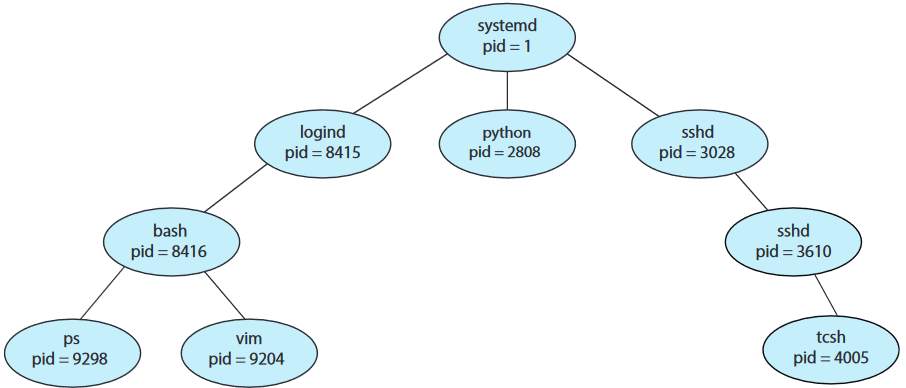 systemd
pid = 1
logind
pid = 8415
python
pid = 2808
sshd
pid = 3028
bash
pid = 8416
sshd
pid = 3610
ps
pid = 9298
vim
pid = 9204
tcsh
pid = 4005